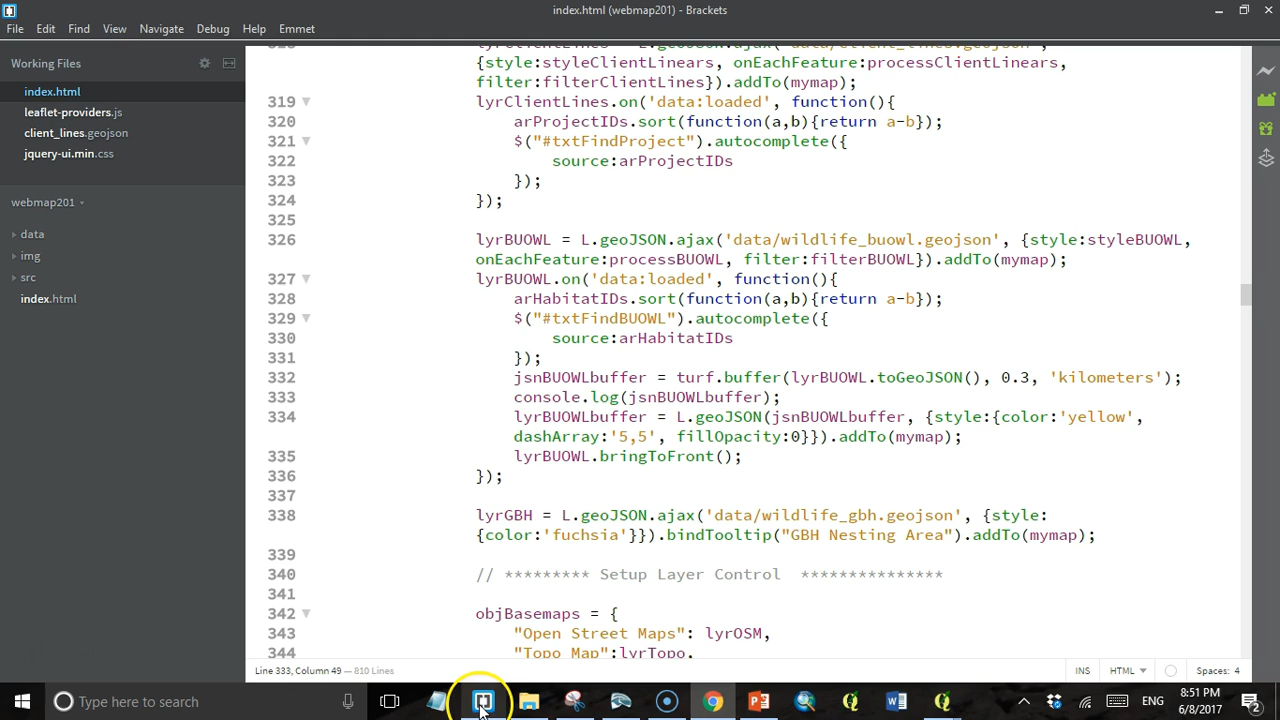 index.html (webmap201) - Brackets
File Edit Find View Navigate Debug Help Emmet
Working Files
index.html
leaflet-providers.js
client_lines.geojson
jquery-ui.min.css
webmap201
data
img
src
index.html
{style:styleClientLinears, onEachFeature:processClientLinears,
filter:filterClientLines}).addTo(mymap);
319 lyrClientLines.on('data:loaded', function(){
320 arProjectIDs.sort(function(a,b){return a-b});
321 $("#txtFindProject").autocomplete({
322 source:arProjectIDs
323 });
324 });
325
326 lyrBUOWL = L.geoJSON.ajax('data/wildlife_buowl.geojson', {style:styleBUOWL,
onEachFeature:processBUOWL, filter:filterBUOWL}).addTo(mymap);
327 lyrBUOWL.on('data:loaded', function(){
328 arHabitatIDs.sort(function(a,b){return a-b});
329 $("#txtFindBUOWL").autocomplete({
330 source:arHabitatIDs
331 });
332 jsnBUOWLbuffer = turf.buffer(lyrBUOWL.toGeoJSON(), 0.3, 'kilometers');
333 console.log(jsnBUOWLbuffer);
334 lyrBUOWLbuffer = L.geoJSON(jsnBUOWLbuffer, {style:{color:'yellow',
dashArray:'5,5', fillOpacity:0}}).addTo(mymap);
335 lyrBUOWL.bringToFront();
336 });
337
338 lyrGBH = L.geoJSON.ajax('data/wildlife_gbh.geojson', {style:
{color:'fuchsia'}}).bindTooltip("GBH Nesting Area").addTo(mymap);
339
340 // ********* Setup Layer Control ***************
341
342 objBasemaps = {
343 "Open Street Maps": lyrOSM,
344 "Topo Map":lyrTopo,
Line 333, Column 49 — 810 Lines INS HTML Spaces: 4
Type here to search ENG 8:51 PM
6/8/2017 2